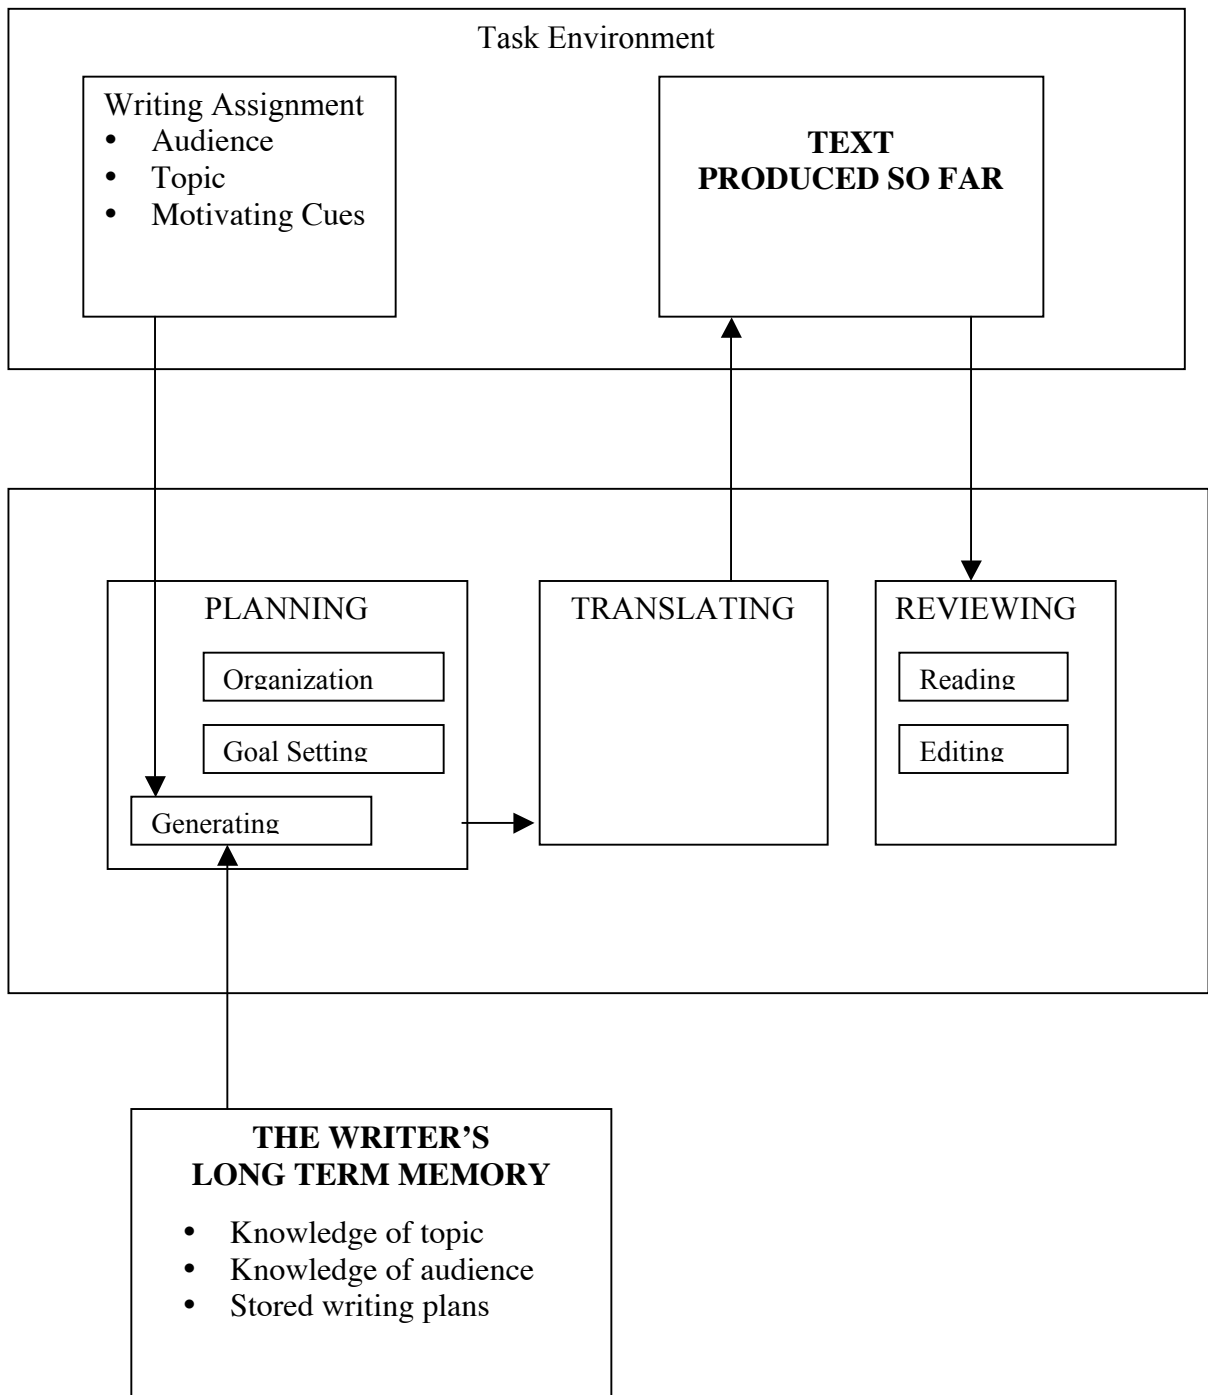 Task Environment
Writing Assignment
• Audience
• Topic
• Motivating Cues
TEXT
PRODUCED SO FAR
PLANNING
Organization
Goal Setting
Generating
TRANSLATING
REVIEWING
Reading
Editing
THE WRITER’S
LONG TERM MEMORY
• Knowledge of topic
• Knowledge of audience
• Stored writing plans